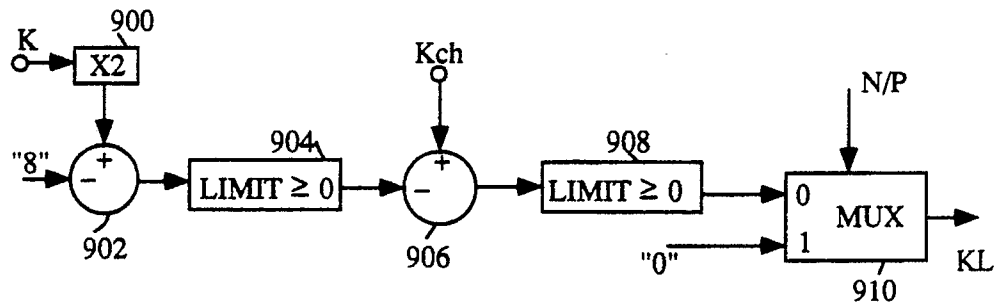 900
K
X2
Kch
N/P
"8"
+
−
904
LIMIT ≥ 0
+
−
908
LIMIT ≥ 0
0
MUX
1
"0"
KL
902
906
910